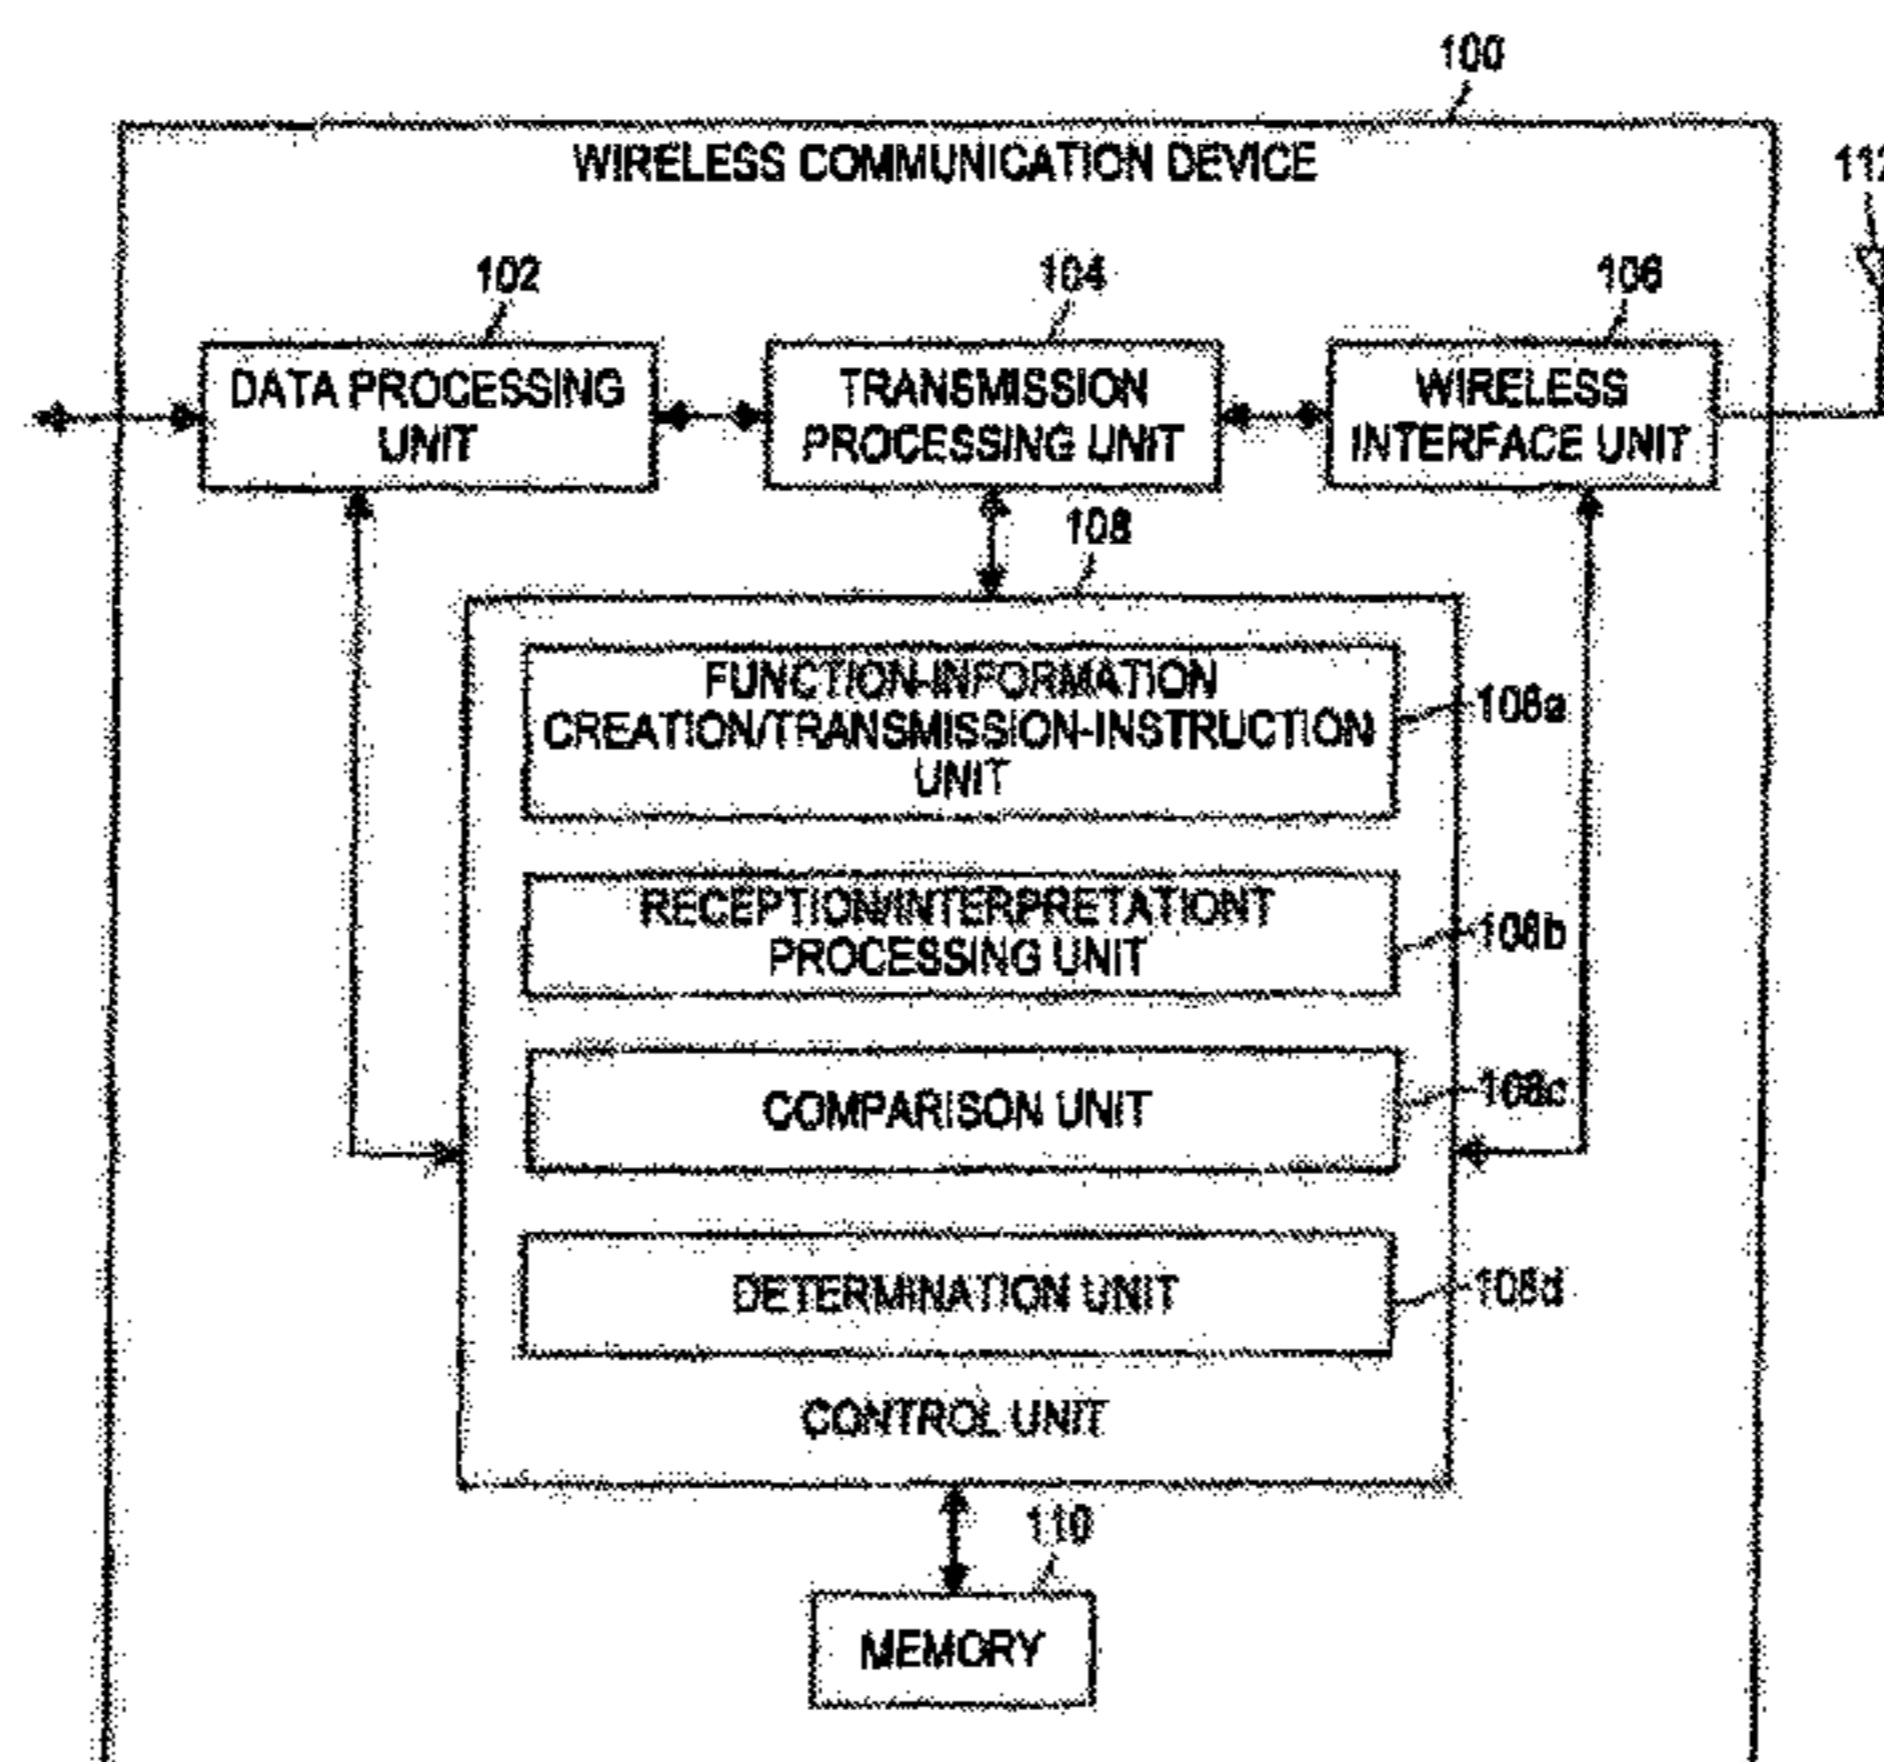 100
WIRELESS COMMUNICATION DEVICE
112
102
104
106
DATA PROCESSING
UNIT
TRANSMISSION
PROCESSING UNIT
WIRELESS
INTERFACE UNIT
108
FUNCTION-INFORMATION
CREATION/TRANSMISSION-INSTRUCTION
UNIT
108a
RECEPTION/INTERPRETATIONT
PROCESSING UNIT
108b
COMPARISON UNIT
108c
DETERMINATION UNIT
108d
CONTROL UNIT
110
MEMORY